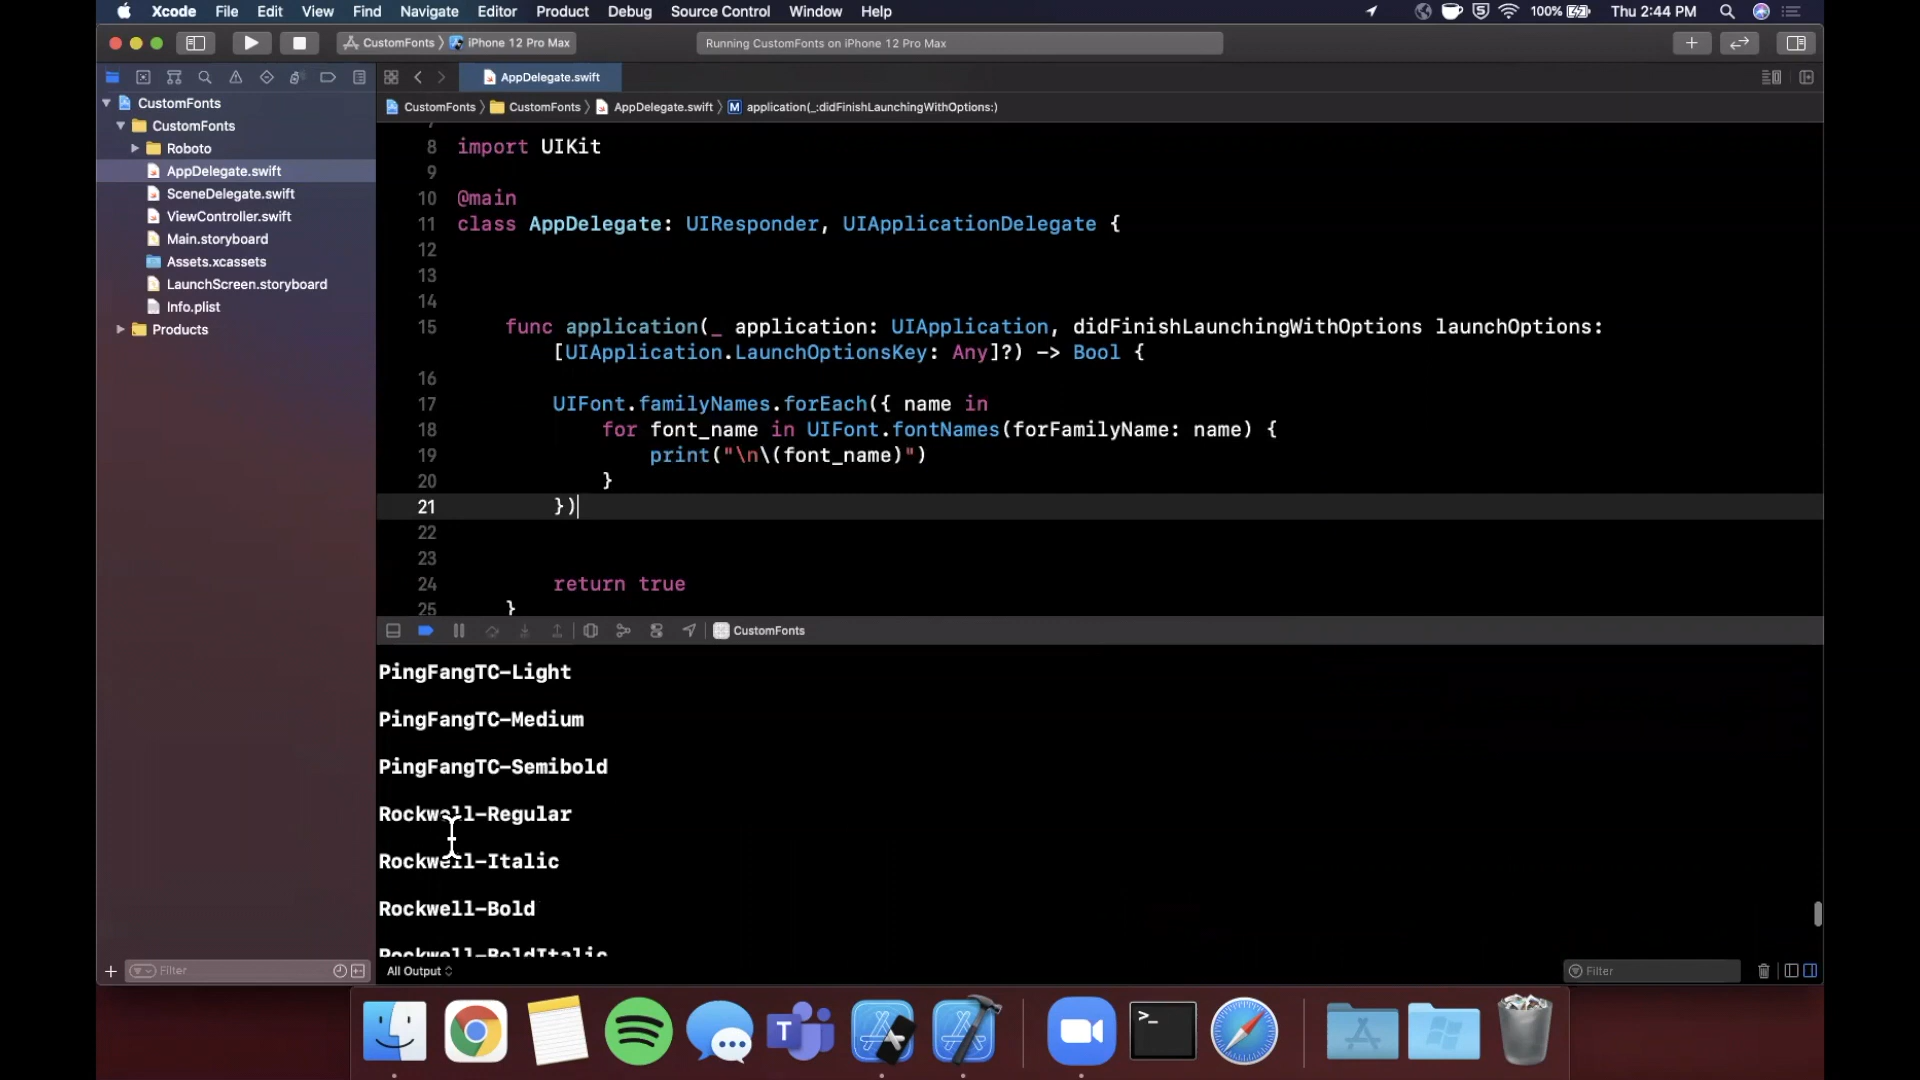 Xcode File Edit View Find Navigate Editor Product Debug Source Control Window Help 100% Thu 2:44 PM
CustomFonts iPhone 12 Pro Max
Running CustomFonts on iPhone 12 Pro Max
AppDelegate.swift
CustomFonts CustomFonts AppDelegate.swift M application(_:didFinishLaunchingWithOptions:)
CustomFonts
CustomFonts
Roboto
AppDelegate.swift
SceneDelegate.swift
ViewController.swift
Main.storyboard
Assets.xcassets
LaunchScreen.storyboard
Info.plist
Products
Filter
8 import UIKit
9
10 @main
11 class AppDelegate: UIResponder, UIApplicationDelegate {
12
13
14
15 func application(_ application: UIApplication, didFinishLaunchingWithOptions launchOptions:
[UIApplication.LaunchOptionsKey: Any]?) -> Bool {
16
17 UIFont.familyNames.forEach({ name in
18 for font_name in UIFont.fontNames(forFamilyName: name) {
19 print("\n\(font_name)")
20 }
21 })
22
23
24 return true
25 }
CustomFonts
PingFangTC-Light
PingFangTC-Medium
PingFangTC-Semibold
Rockwell-Regular
Rockwell-Italic
Rockwell-Bold
Rockwell-BoldItalic
All Output
Filter